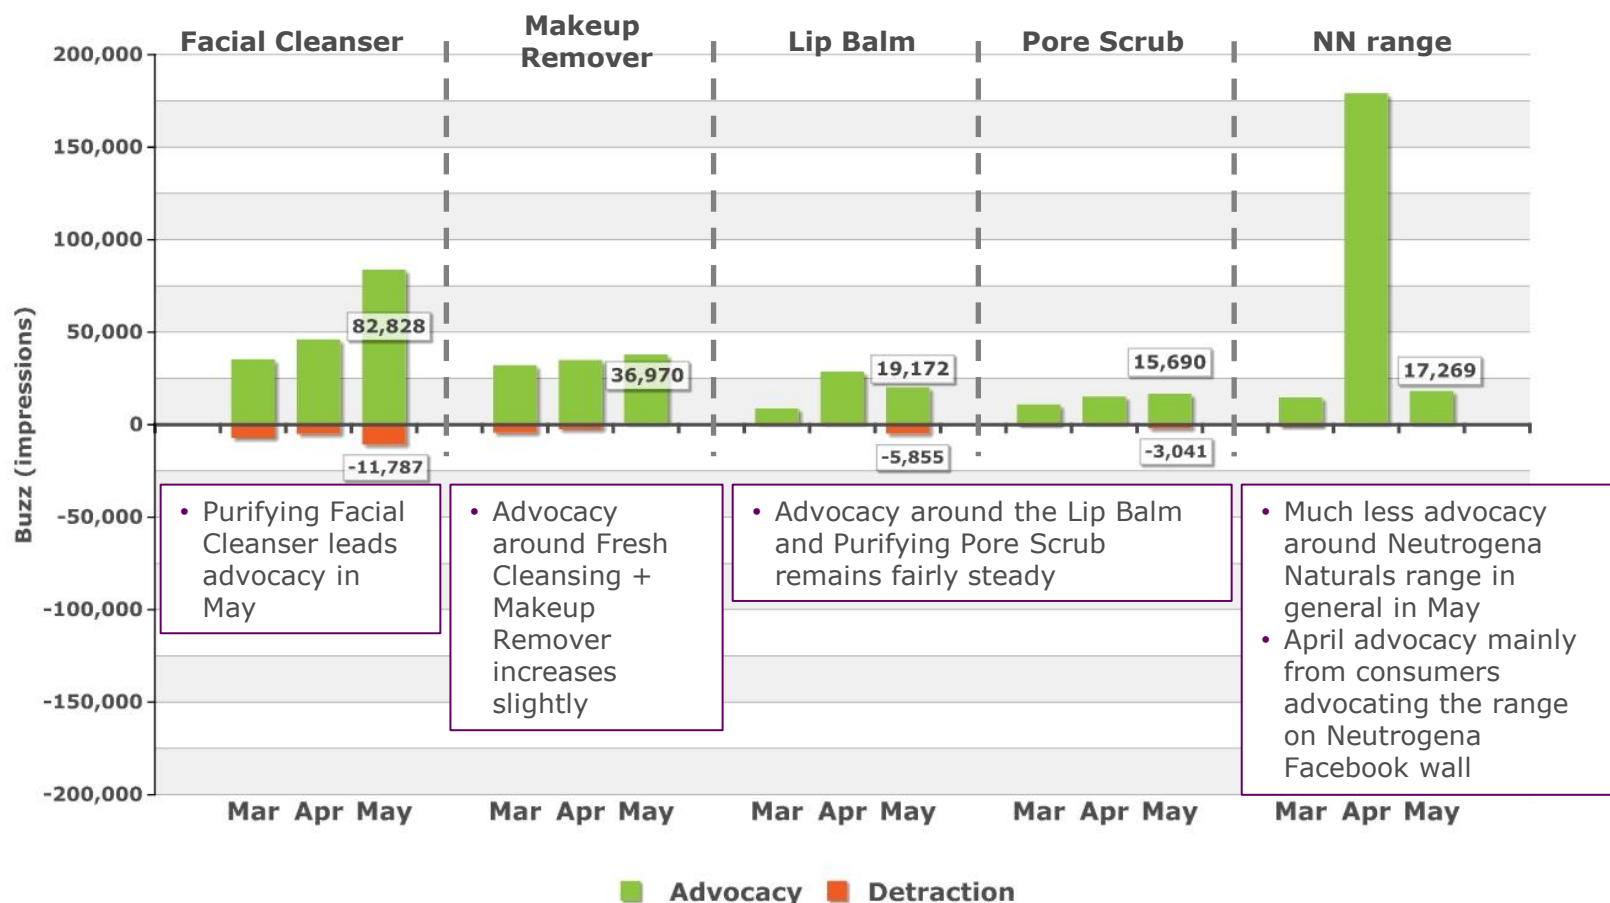 Facial Cleanser
Makeup
Remover
Lip Balm
Pore Scrub
NN range
200,000
150,000
100,000
50,000
0
-50,000
-100,000
-150,000
-200,000
Buzz (impressions)
82,828
-11,787
36,970
19,172
-5,855
15,690
-3,041
17,269
• Purifying Facial
Cleanser leads
advocacy in
May
• Advocacy
around Fresh
Cleansing +
Makeup
Remover
increases
slightly
• Advocacy around the Lip Balm
and Purifying Pore Scrub
remains fairly steady
• Much less advocacy
around Neutrogena
Naturals range in
general in May
• April advocacy mainly
from consumers
advocating the range
on Neutrogena
Facebook wall
Mar Apr May
Mar Apr May
Mar Apr May
Mar Apr May
Mar Apr May
Advocacy
Detraction